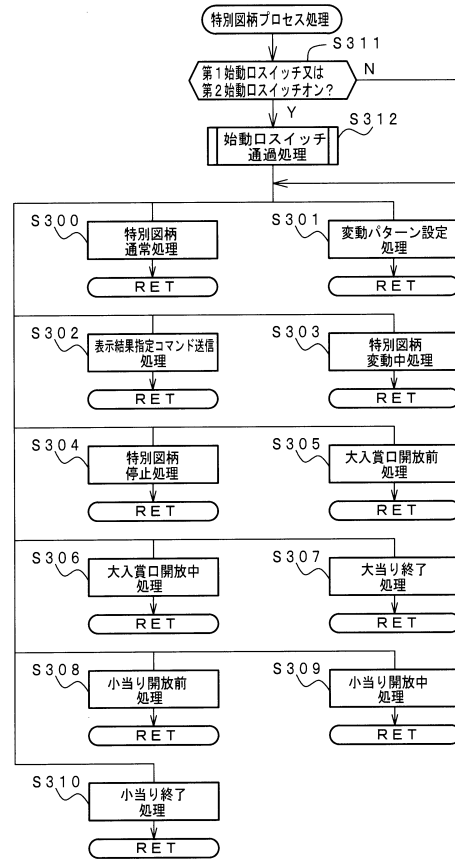 特別図柄プロセス処理
S311
第1始動口スイッチ又は
第2始動口スイッチオン?
N
Y
S312
始動口スイッチ
通過処理
S300
特別図柄
通常処理
RET
S301
変動パターン設定
処理
RET
S302
表示結果指定コマンド送信
処理
RET
S303
特別図柄
変動中処理
RET
S304
特別図柄
停止処理
RET
S305
大入賞口開放前
処理
RET
S306
大入賞口開放中
処理
RET
S307
大当り終了
処理
RET
S308
小当り開放前
処理
RET
S309
小当り開放中
処理
RET
S310
小当り終了
処理
RET